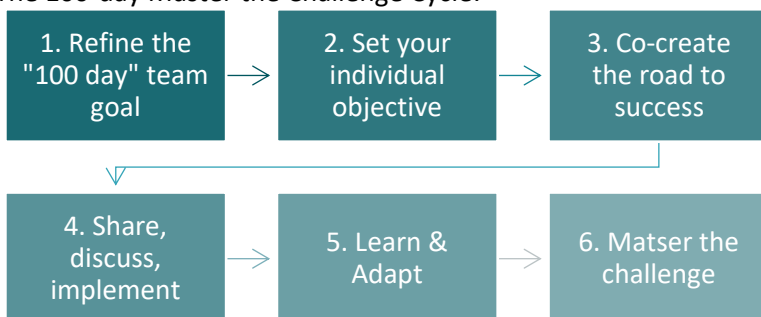 The 100-day Master the Challenge Cycle:
1. Refine the
"100 day" team
goal
2. Set your
individual
objective
3. Co-create
the road to
success
4. Share,
discuss,
implement
5. Learn &
Adapt
6. Matser the
challenge